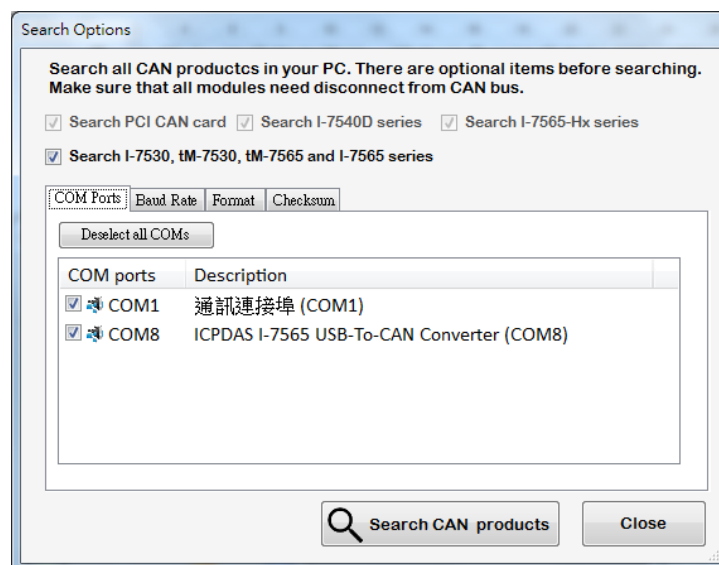 Search Options
Search all CAN productcs in your PC. There are optional items before searching.
Make sure that all modules need disconnect from CAN bus.
Search PCI CAN card Search I-7540D series Search I-7565-Hx series
Search I-7530, tM-7530, tM-7565 and I-7565 series
COM Ports Baud Rate Format Checksum
Deselect all COMs
COM ports Description
COM1 通訊連接埠 (COM1)
COM8 ICPDAS I-7565 USB-To-CAN Converter (COM8)
Search CAN products Close